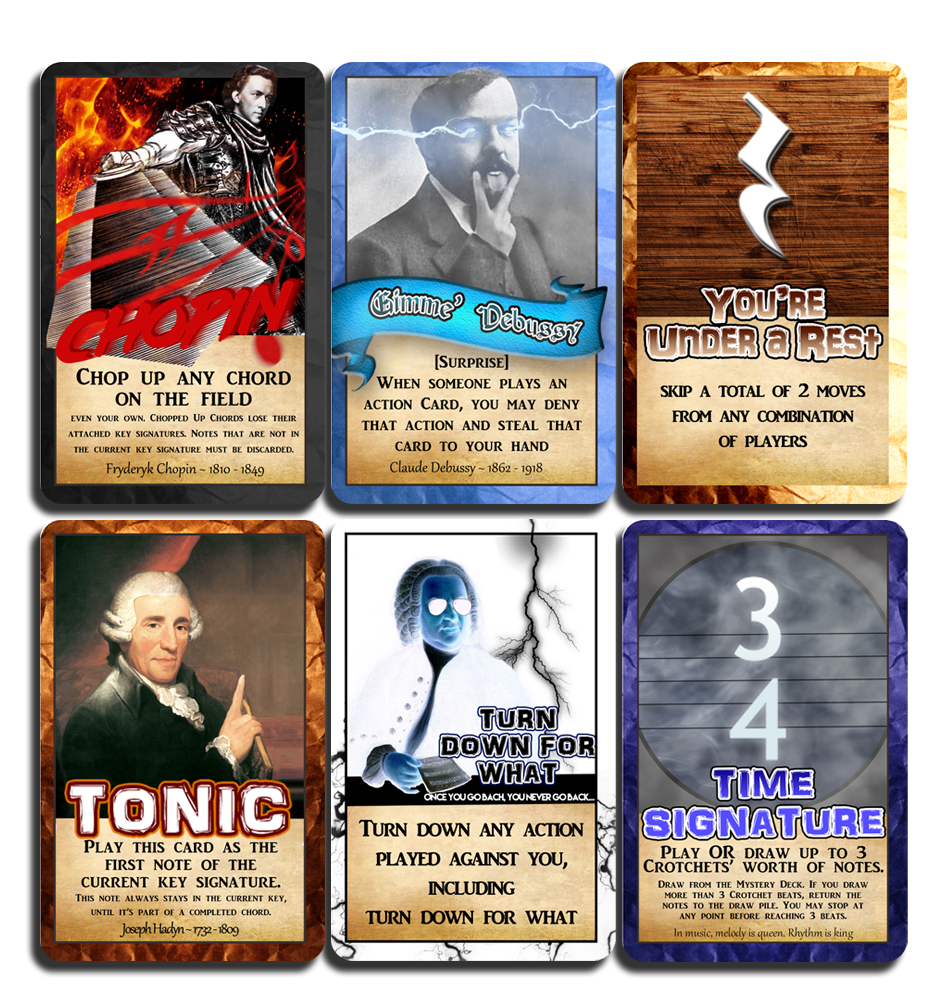 CHOPIN
CHOP UP ANY CHORD
ON THE FIELD
EVEN YOUR OWN. CHOPPED UP CHORDS LOSE THEIR
ATTACHED KEY SIGNATURES. NOTES THAT ARE NOT IN
THE CURRENT KEY SIGNATURE MUST BE DISCARDED.
Fryderyk Chopin ~ 1810 - 1849
Gimme' Debussy
[SURPRISE]
WHEN SOMEONE PLAYS AN
ACTION CARD, YOU MAY DENY
THAT ACTION AND STEAL THAT
CARD TO YOUR HAND
Claude Debussy ~ 1862 - 1918
YOU'RE
UNDER A REST
SKIP A TOTAL OF 2 MOVES
FROM ANY COMBINATION
OF PLAYERS
TONIC
PLAY THIS CARD AS THE
FIRST NOTE OF THE
CURRENT KEY SIGNATURE.
THIS NOTE ALWAYS STAYS IN THE CURRENT KEY,
UNTIL IT'S PART OF A COMPLETED CHORD.
Joseph Hadyn ~ 1732 - 1809
TURN
DOWN FOR
WHAT
ONCE YOU GO BACH, YOU NEVER GO BACK...
TURN DOWN ANY ACTION
PLAYED AGAINST YOU,
INCLUDING
TURN DOWN FOR WHAT
3
4
TIME
SIGNATURE
PLAY OR DRAW UP TO 3
CROTCHETS' WORTH OF NOTES.
DRAW FROM THE MYSTERY DECK. IF YOU DRAW
MORE THAN 3 CROTCHET BEATS, RETURN THE
NOTES TO THE DRAW PILE. YOU MAY STOP AT
ANY POINT BEFORE REACHING 3 BEATS.
In music, melody is queen. Rhythm is king